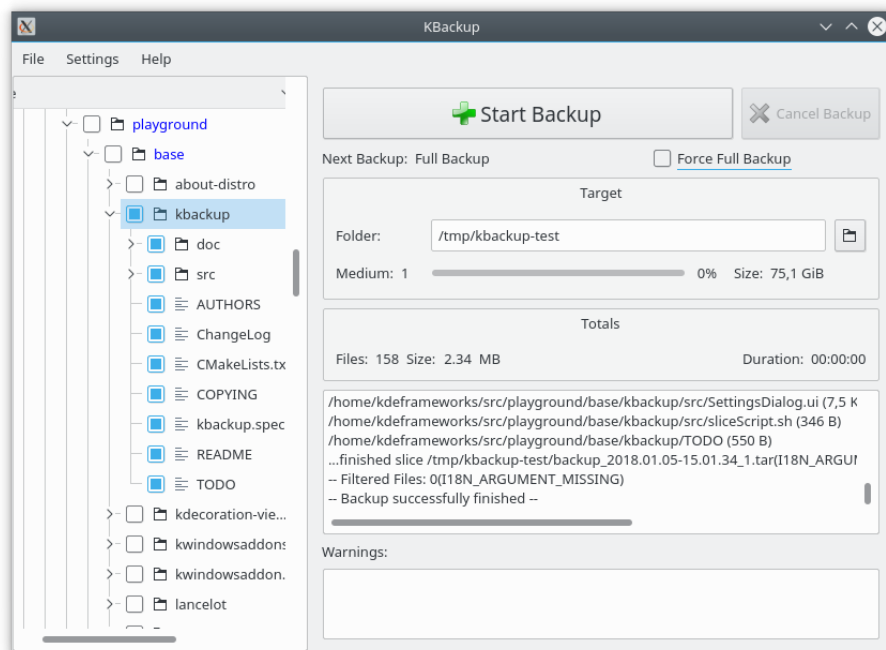 KBackup
File Settings Help
playground
base
about-distro
kbackup
doc
src
AUTHORS
ChangeLog
CMakeLists.tx
COPYING
kbackup.spec
README
TODO
kdecoration-vie...
kwindowsaddons
kwindowsaddon.
lancelot
Start Backup
Cancel Backup
Next Backup: Full Backup
Force Full Backup
Target
Folder: /tmp/kbackup-test
Medium: 1 0% Size: 75,1 GiB
Totals
Files: 158 Size: 2.34 MB Duration: 00:00:00
/home/kdeframeworks/src/playground/base/kbackup/src/SettingsDialog.ui (7,5 K
/home/kdeframeworks/src/playground/base/kbackup/src/sliceScript.sh (346 B)
/home/kdeframeworks/src/playground/base/kbackup/TODO (550 B)
...finished slice /tmp/kbackup-test/backup_2018.01.05-15.01.34_1.tar(I18N_ARGUM
-- Filtered Files: 0(I18N_ARGUMENT_MISSING)
-- Backup successfully finished --
Warnings: